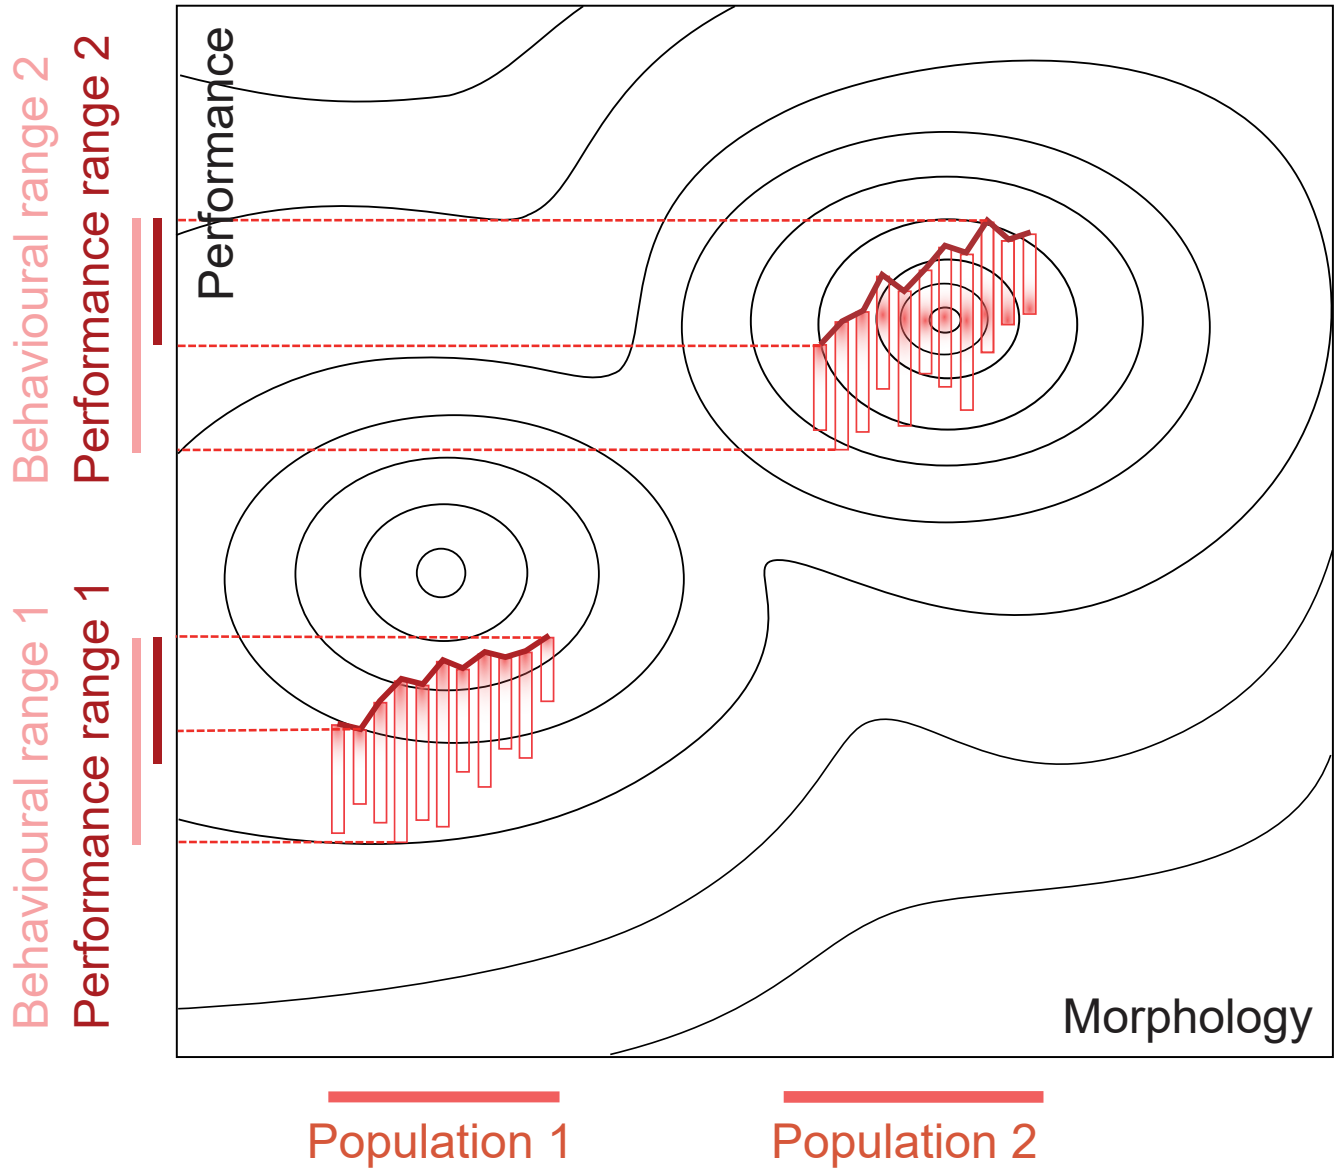 Behavioural range 2
Performance range 2
Performance
Behavioural range 1
Performance range 1
Morphology
Population 1
Population 2